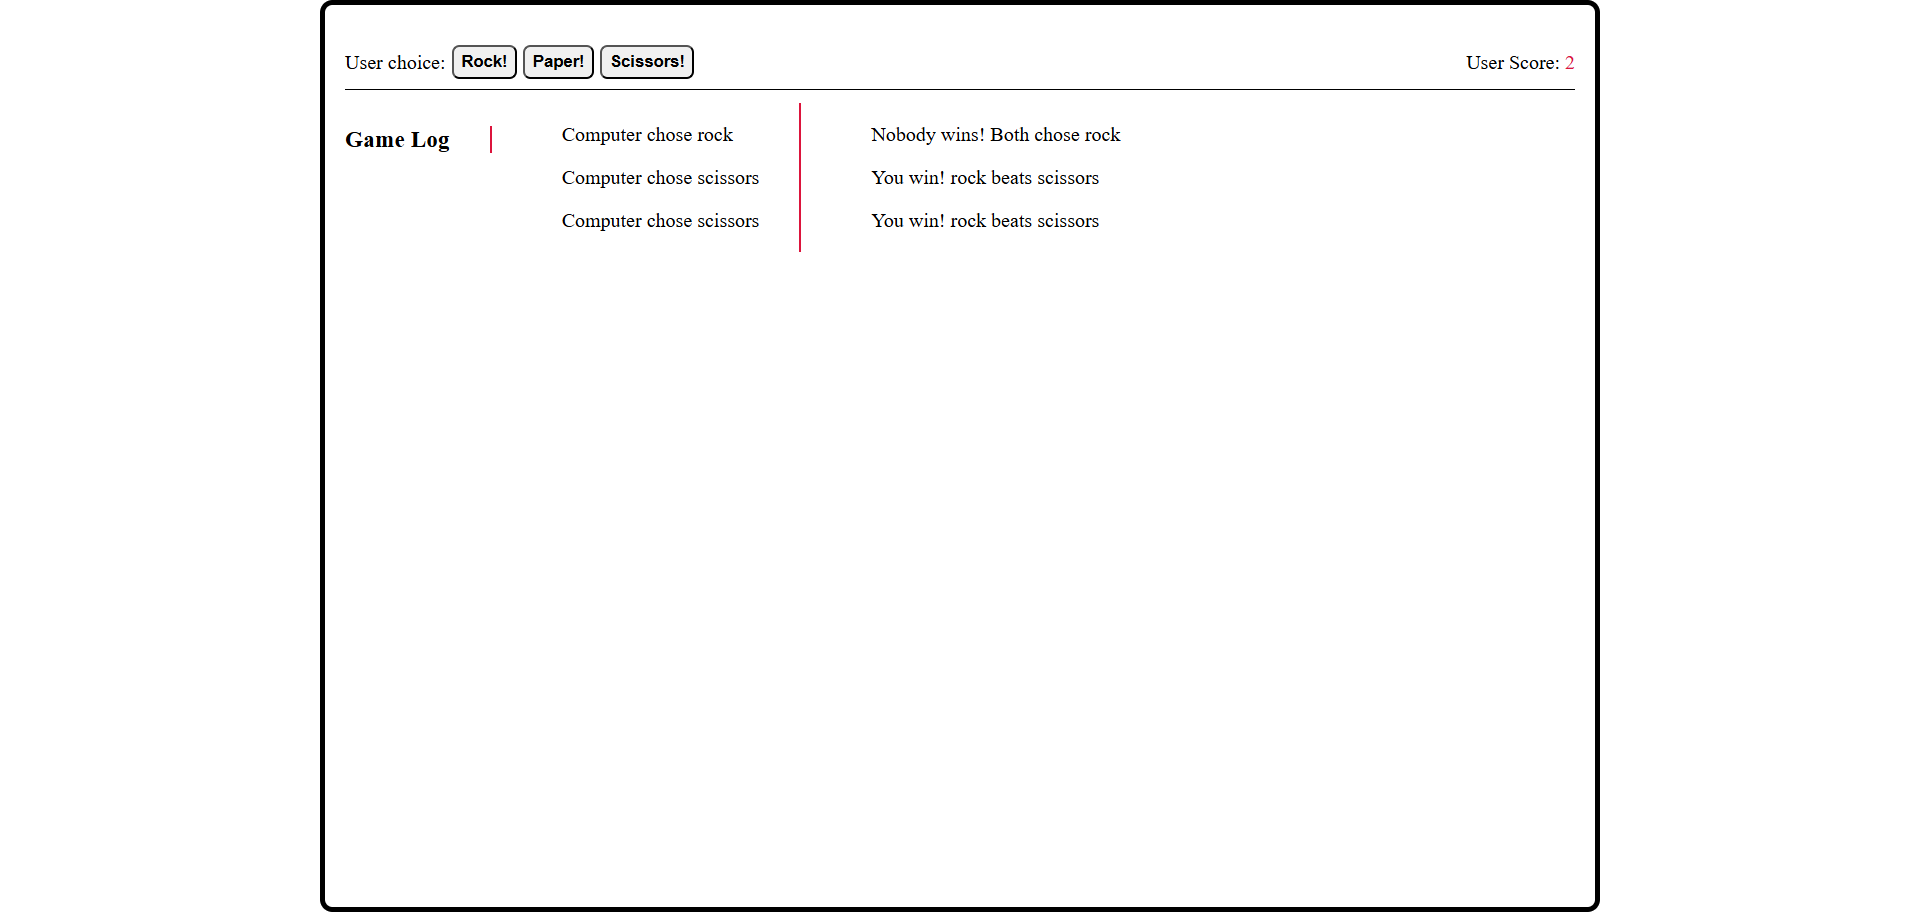 User choice: Rock! Paper! Scissors! User Score: 2
Game Log
Computer chose rock
Computer chose scissors
Computer chose scissors
Nobody wins! Both chose rock
You win! rock beats scissors
You win! rock beats scissors